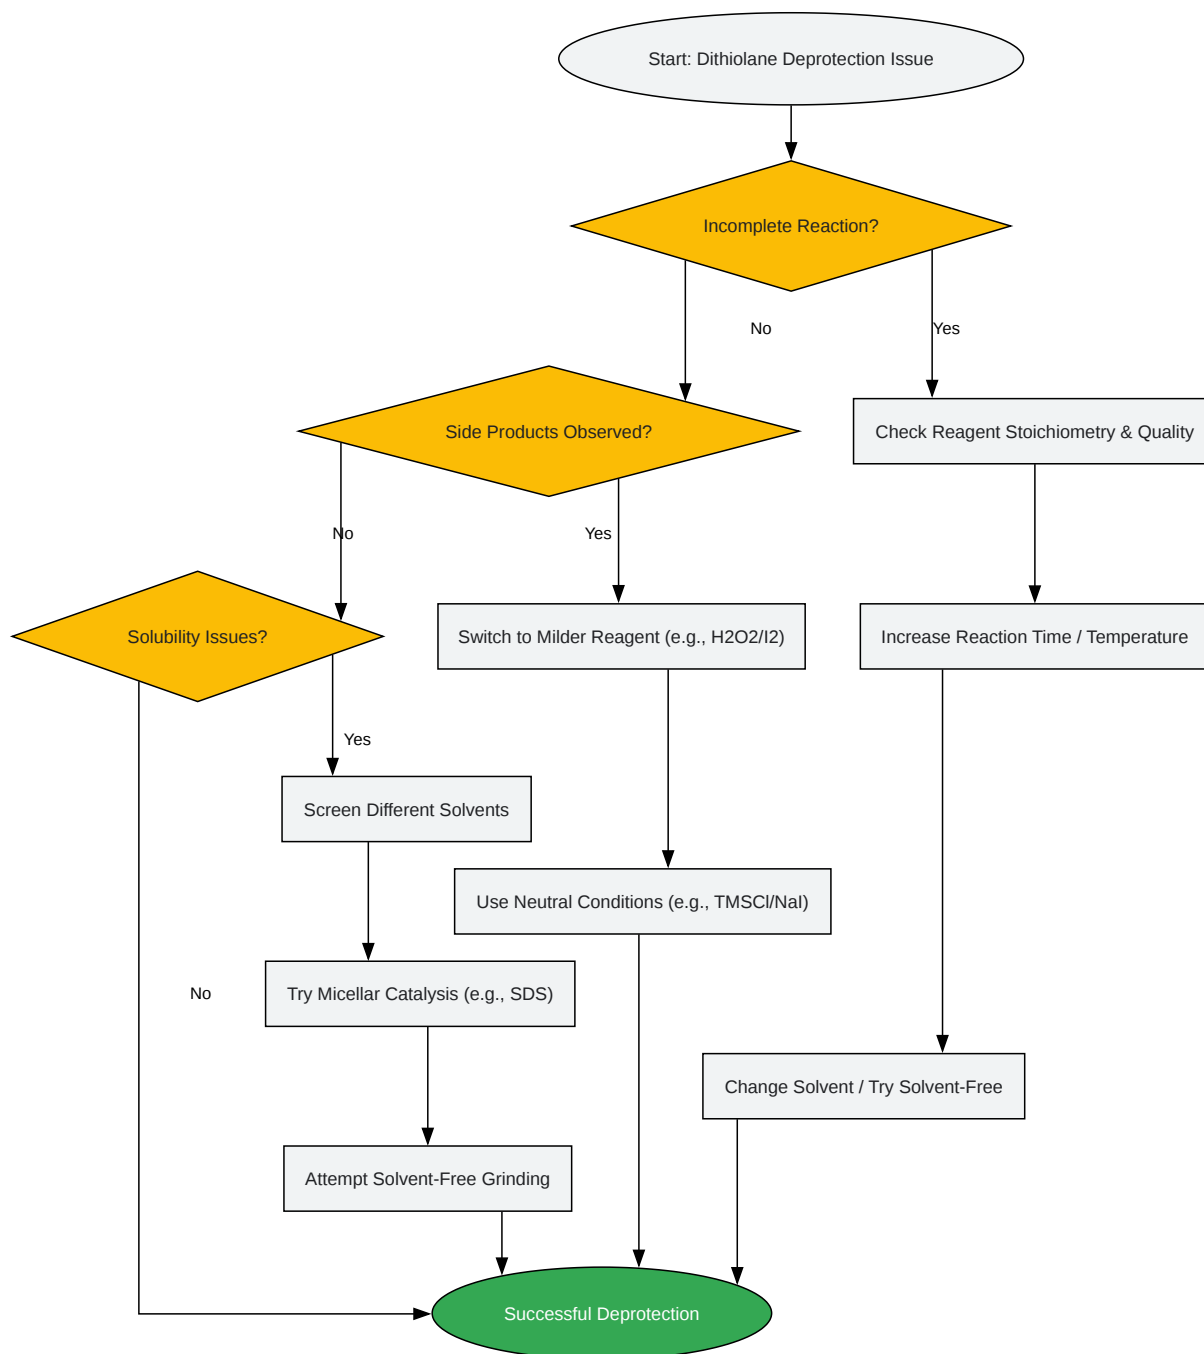 Start: Dithiolane Deprotection Issue
Incomplete Reaction?
No
Yes
Side Products Observed?
Check Reagent Stoichiometry & Quality
No
Yes
Solubility Issues?
Switch to Milder Reagent (e.g., H2O2/I2)
Increase Reaction Time / Temperature
Yes
Screen Different Solvents
Use Neutral Conditions (e.g., TMSCl/NaI)
No
Try Micellar Catalysis (e.g., SDS)
Change Solvent / Try Solvent-Free
Attempt Solvent-Free Grinding
Successful Deprotection